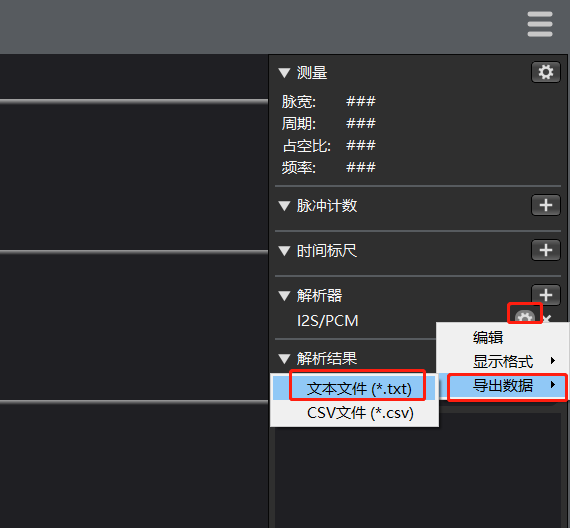 测量
脉宽: ###
周期: ###
占空比: ###
频率: ###
脉冲计数
时间标尺
解析器
I2S/PCM
编辑
显示格式
解析结果
导出数据
文本文件 (*.txt)
CSV文件 (*.csv)